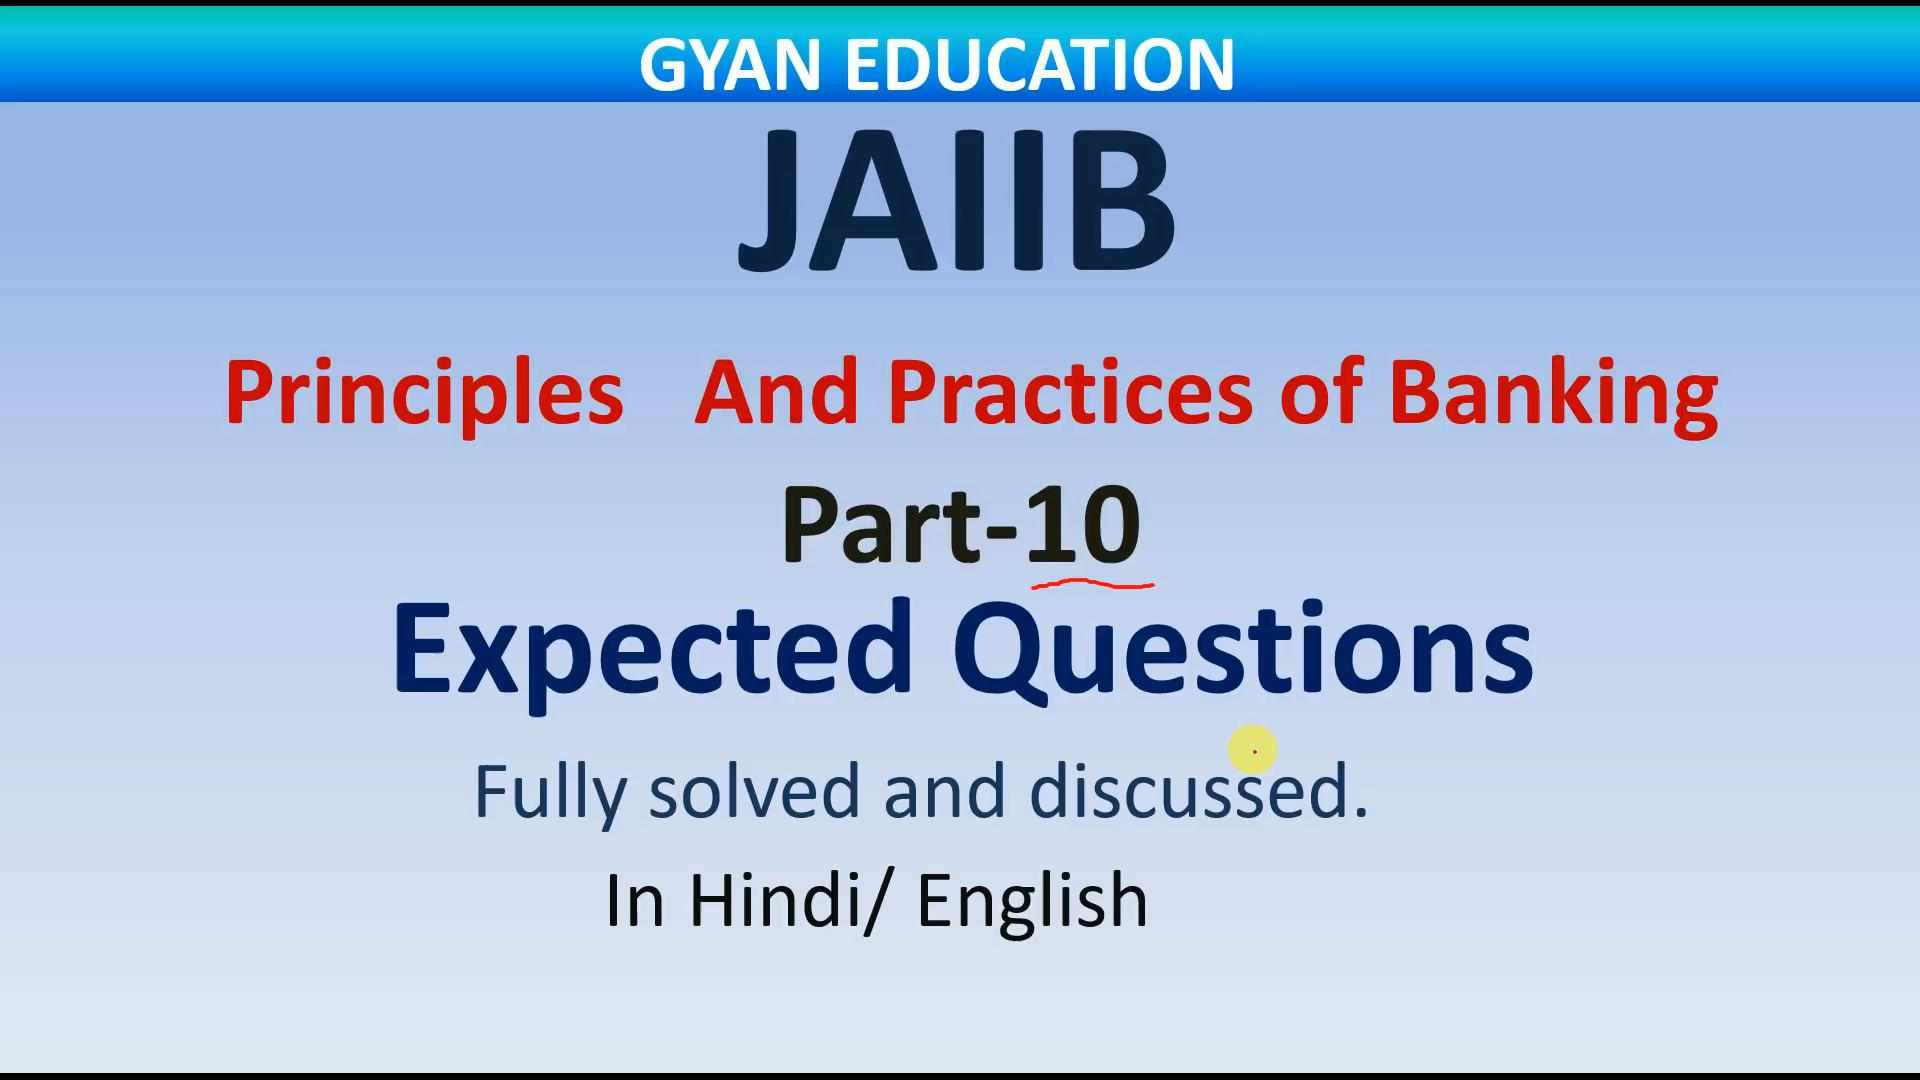 GYAN EDUCATION
JAIIB
Principles And Practices of Banking
Part-10
Expected Questions
Fully solved and discussed.
In Hindi/ English